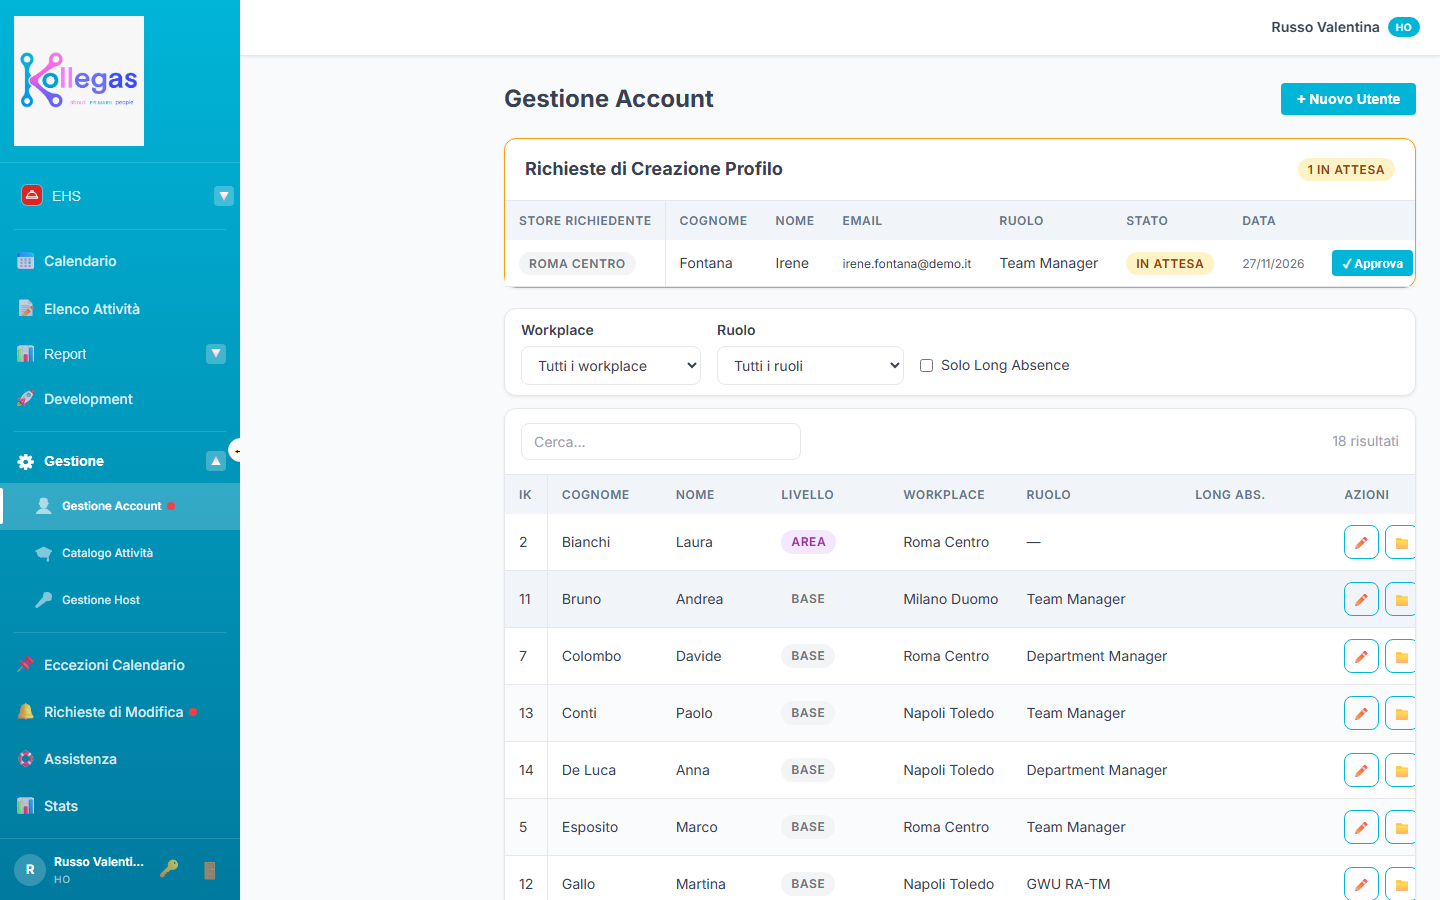 Kollegas
about PRIMARK people
EHS
Calendario
Elenco Attività
Report
Development
Gestione
Gestione Account
Catalogo Attività
Gestione Host
Eccezioni Calendario
Richieste di Modifica
Assistenza
Stats
R
Russo Valenti...
HO
Russo Valentina HO
Gestione Account
+ Nuovo Utente
Richieste di Creazione Profilo
1 IN ATTESA
STORE RICHIEDENTE COGNOME NOME EMAIL RUOLO STATO DATA
ROMA CENTRO Fontana Irene irene.fontana@demo.it Team Manager IN ATTESA 27/11/2026 ✓ Approva
Workplace Ruolo
Tutti i workplace Tutti i ruoli Solo Long Absence
Cerca... 18 risultati
IK COGNOME NOME LIVELLO WORKPLACE RUOLO LONG ABS. AZIONI
2 Bianchi Laura AREA Roma Centro —
11 Bruno Andrea BASE Milano Duomo Team Manager
7 Colombo Davide BASE Roma Centro Department Manager
13 Conti Paolo BASE Napoli Toledo Team Manager
14 De Luca Anna BASE Napoli Toledo Department Manager
5 Esposito Marco BASE Roma Centro Team Manager
12 Gallo Martina BASE Napoli Toledo GWU RA-TM